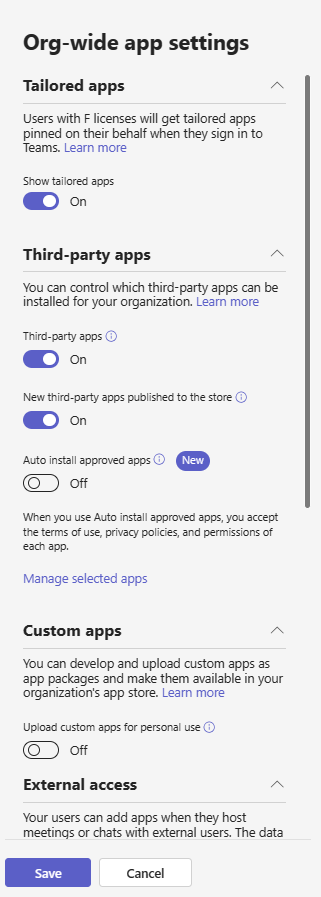 Org-wide app settings
Tailored apps
Users with F licenses will get tailored apps
pinned on their behalf when they sign in to
Teams. Learn more
Show tailored apps
On
Third-party apps
You can control which third-party apps can be
installed for your organization. Learn more
Third-party apps
On
New third-party apps published to the store
On
Auto install approved apps New
Off
When you use Auto install approved apps, you accept
the terms of use, privacy policies, and permissions of
each app.
Manage selected apps
Custom apps
You can develop and upload custom apps as
app packages and make them available in your
organization's app store. Learn more
Upload custom apps for personal use
Off
External access
Your users can add apps when they host
meetings or chats with external users. The data
Save Cancel